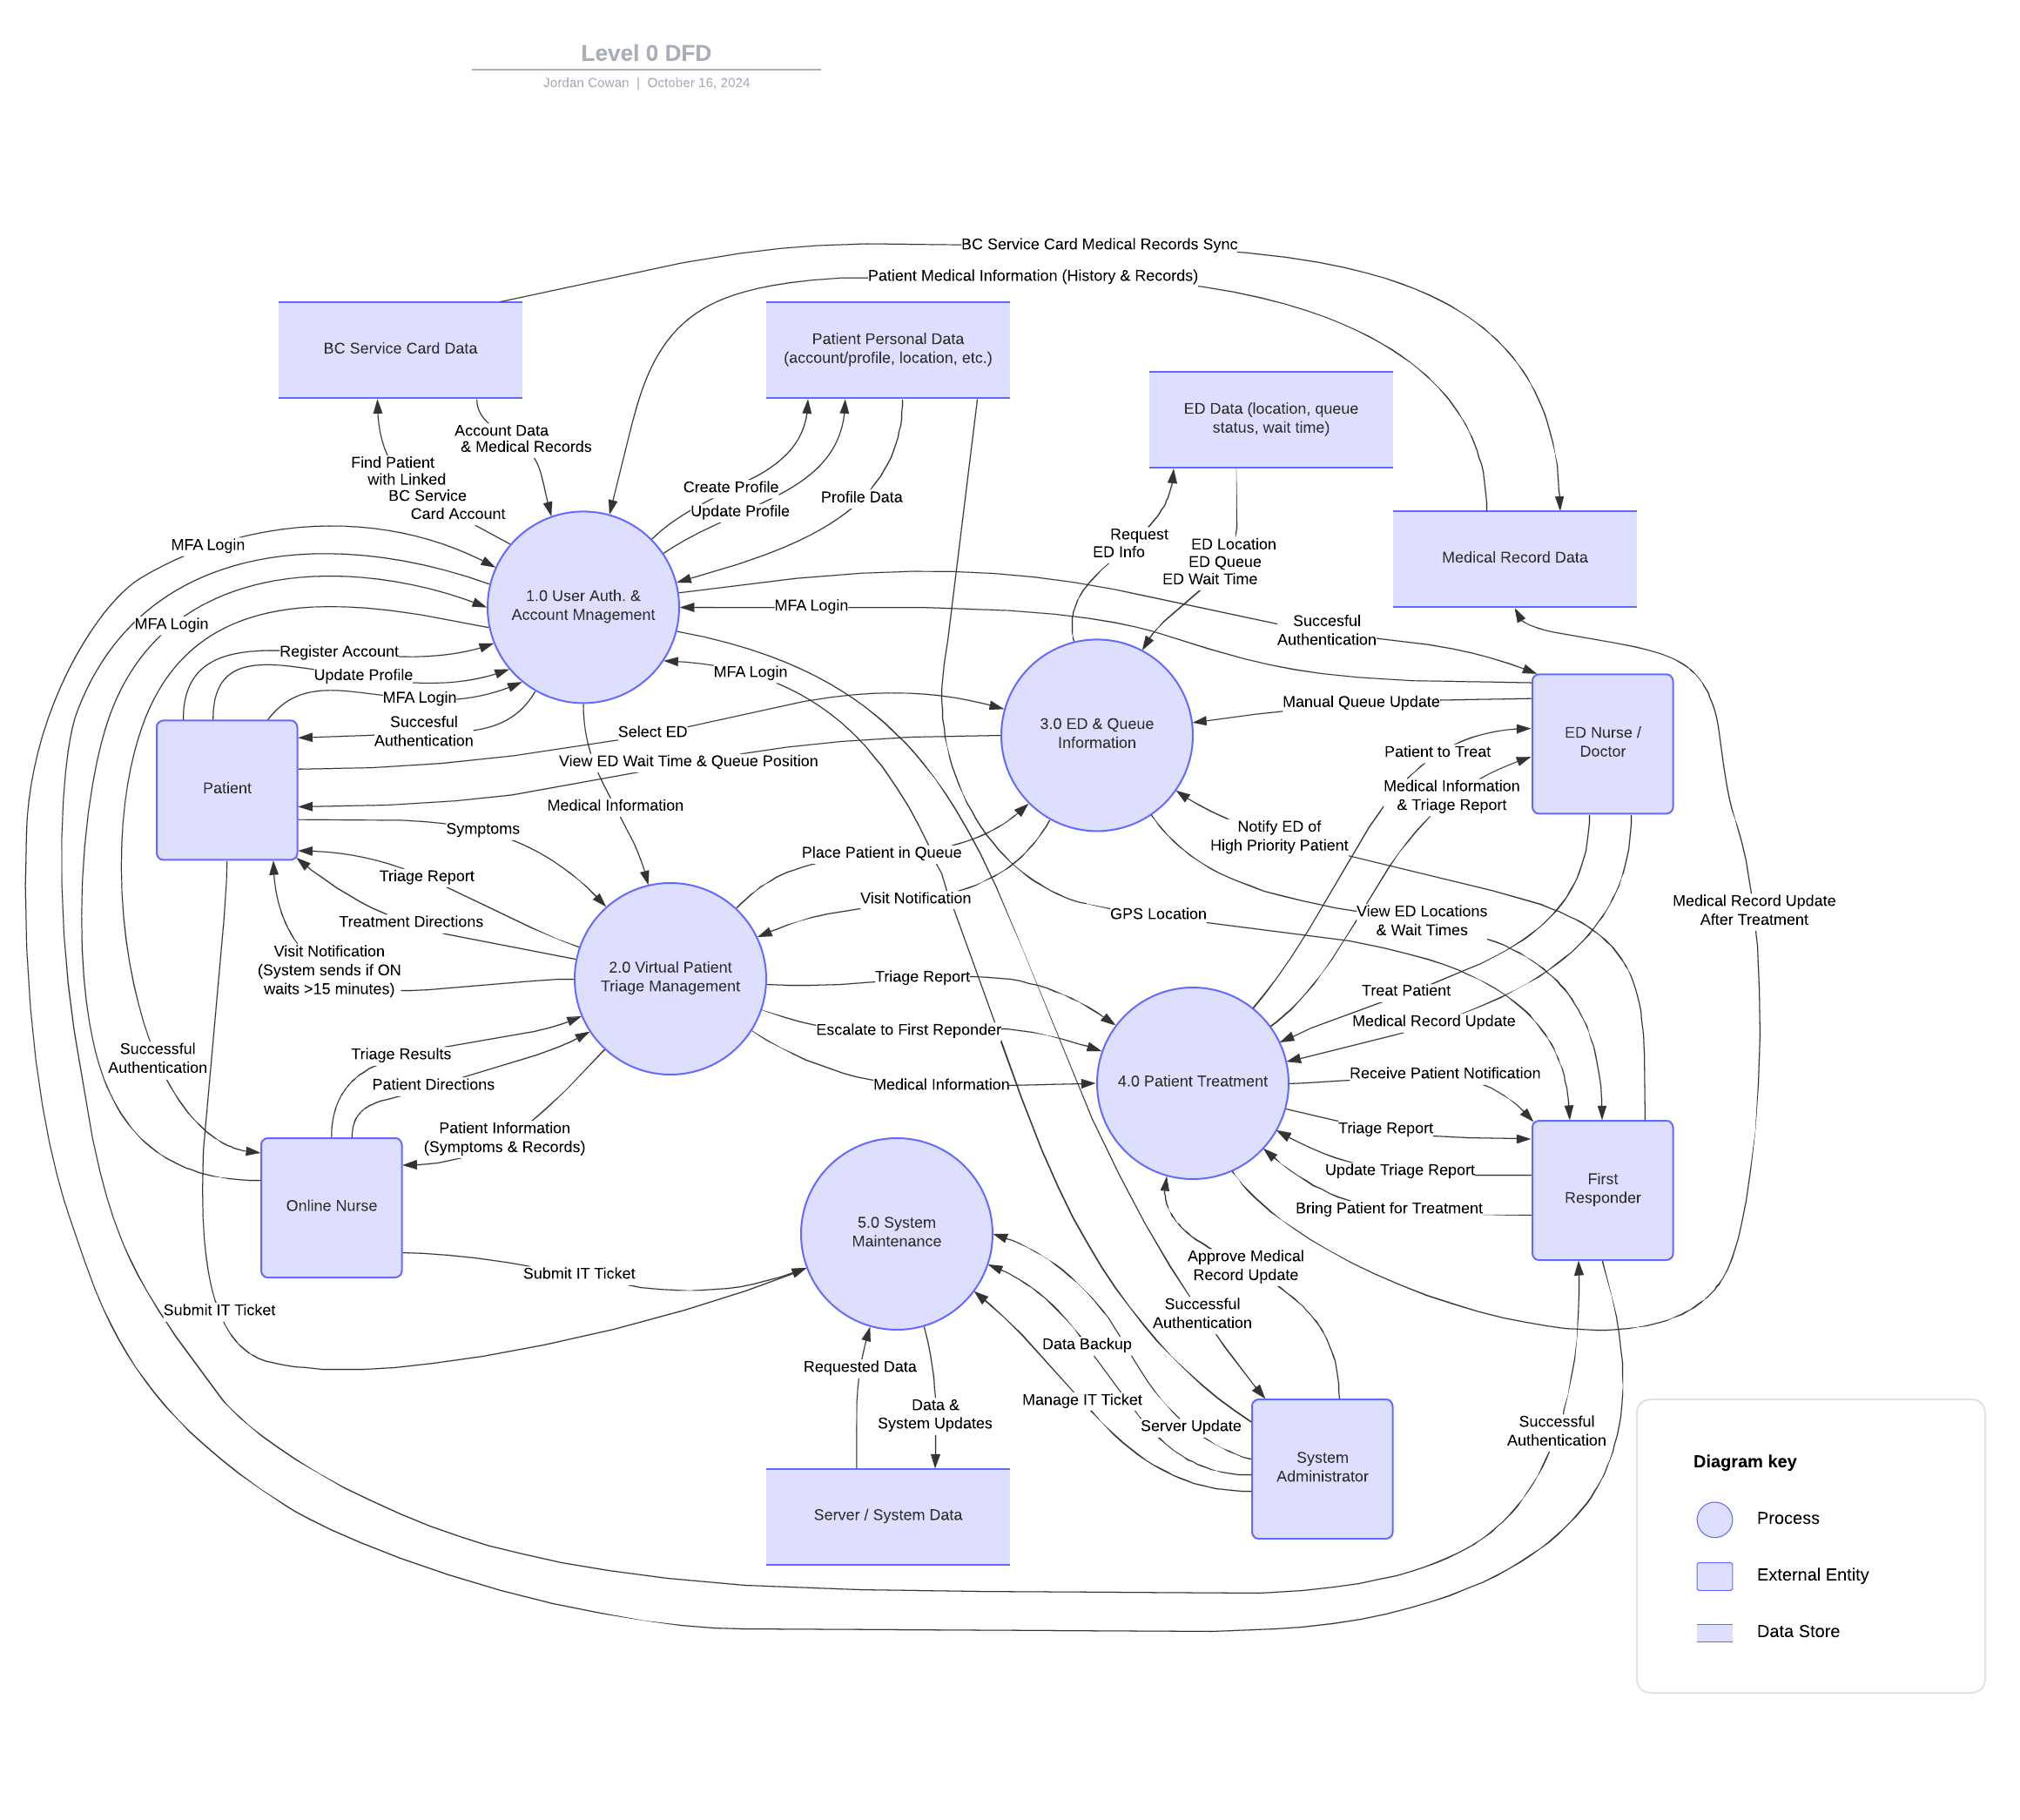 Level 0 DFD
Jordan Cowan | October 16, 2024
BC Service Card Medical Records Sync
Patient Medical Information (History & Records)
BC Service Card Data
Patient Personal Data
(account/profile, location, etc.)
ED Data (location, queue
status, wait time)
Account Data
& Medical Records
Find Patient
with Linked
BC Service
Card Account
Create Profile
Update Profile
Profile Data
Request
ED Info
ED Location
ED Queue
ED Wait Time
Medical Record Data
MFA Login
MFA Login
1.0 User Auth. &
Account Mnagement
MFA Login
Succesful
Authentication
Register Account
Update Profile
MFA Login
MFA Login
Succesful
Authentication
Select ED
View ED Wait Time & Queue Position
3.0 ED & Queue
Information
Manual Queue Update
ED Nurse /
Doctor
Patient to Treat
Medical Information
& Triage Report
Patient
Medical Information
Symptoms
Notify ED of
High Priority Patient
Place Patient in Queue
Triage Report
Visit Notification
GPS Location
View ED Locations
& Wait Times
Medical Record Update
After Treatment
Treatment Directions
Visit Notification
(System sends if ON
waits >15 minutes)
2.0 Virtual Patient
Triage Management
Triage Report
Treat Patient
Escalate to First Reponder
Medical Record Update
Successful
Authentication
Triage Results
Patient Directions
Medical Information
4.0 Patient Treatment
Receive Patient Notification
Patient Information
(Symptoms & Records)
Triage Report
Update Triage Report
First
Responder
Bring Patient for Treatment
Online Nurse
5.0 System
Maintenance
Submit IT Ticket
Approve Medical
Record Update
Submit IT Ticket
Successful
Authentication
Data Backup
Requested Data
Manage IT Ticket
Data &
System Updates
Server Update
Successful
Authentication
System
Administrator
Server / System Data
Diagram key
Process
External Entity
Data Store